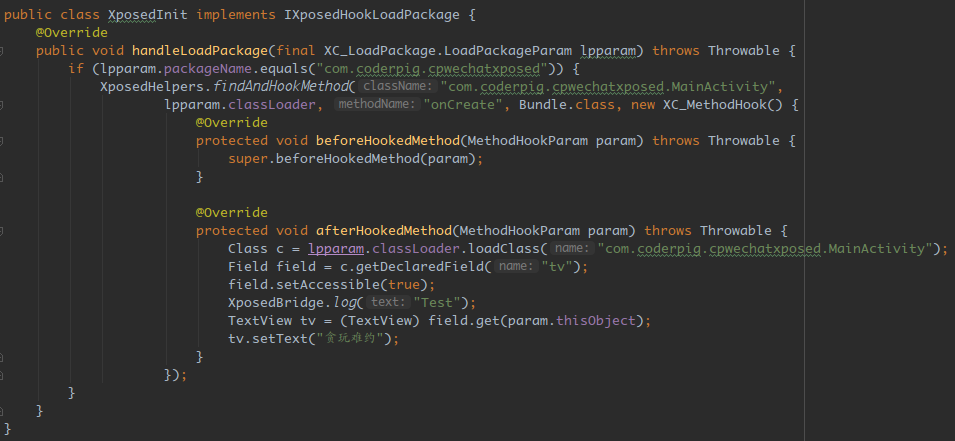 public class XposedInit implements IXposedHookLoadPackage {
@Override
public void handleLoadPackage(final XC_LoadPackage.LoadPackageParam lpparam) throws Throwable {
if (lpparam.packageName.equals("com.coderpig.cpwechatxposed")) {
XposedHelpers.findAndHookMethod( className: "com.coderpig.cpwechatxposed.MainActivity",
lpparam.classLoader, methodName: "onCreate", Bundle.class, new XC_MethodHook() {
@Override
protected void beforeHookedMethod(MethodHookParam param) throws Throwable {
super.beforeHookedMethod(param);
}
@Override
protected void afterHookedMethod(MethodHookParam param) throws Throwable {
Class c = lpparam.classLoader.loadClass( name: "com.coderpig.cpwechatxposed.MainActivity");
Field field = c.getDeclaredField( name: "tv");
field.setAccessible(true);
XposedBridge.log( text: "Test");
TextView tv = (TextView) field.get(param.thisObject);
tv.setText("贪玩难约");
}
});
}
}
}